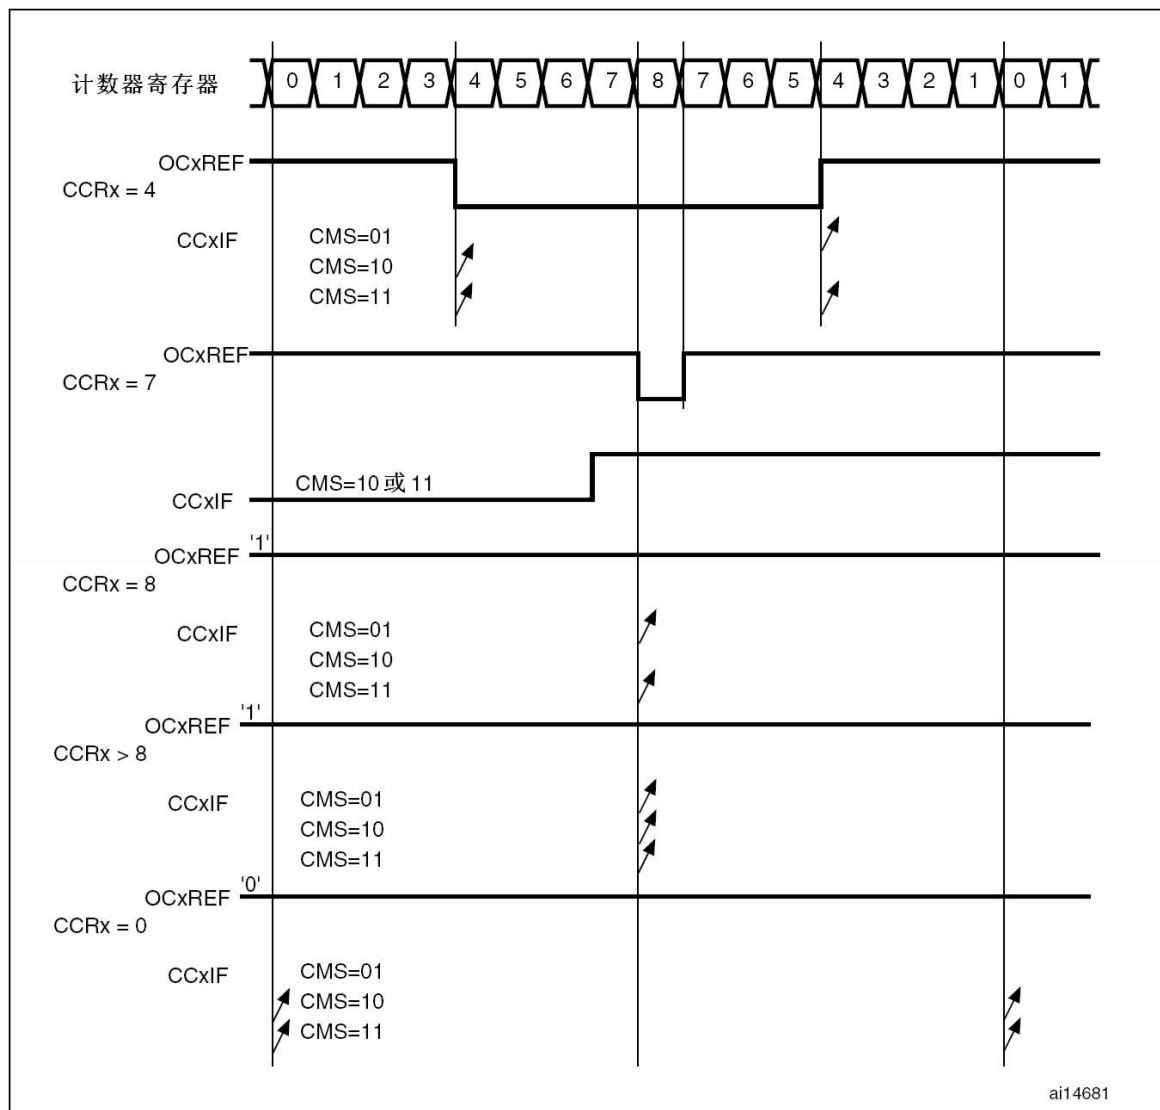 计数器寄存器 0 1 2 3 4 5 6 7 8 7 6 5 4 3 2 1 0 1
OCxREF
CCRx = 4
CCxIF CMS=01
CMS=10
CMS=11
OCxREF
CCRx = 7
CCxIF CMS=10 或 11
OCxREF '1'
CCRx = 8
CCxIF CMS=01
CMS=10
CMS=11
OCxREF '1'
CCRx > 8
CCxIF CMS=01
CMS=10
CMS=11
OCxREF '0'
CCRx = 0
CCxIF CMS=01
CMS=10
CMS=11
ai14681